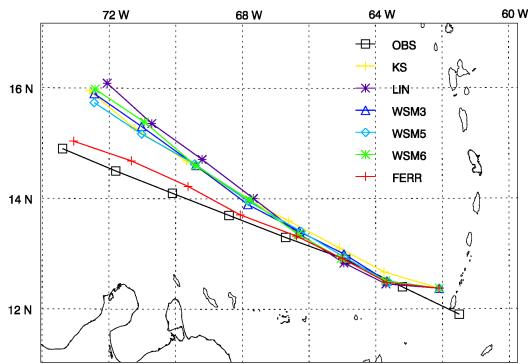 72 W 68 W 64 W 60 W
16 N
14 N
12 N
OBS
KS
LIN
WSM3
WSM5
WSM6
FERR